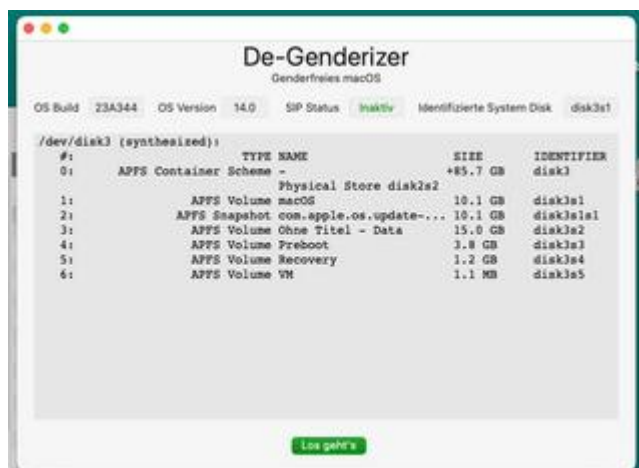 De-Genderizer
Genderfreies macOS
OS Build 23A344 OS Version 14.0 SIP Status Inaktiv Identifizierte System Disk disk3s1
/dev/disk3 (synthesized):
#: TYPE NAME SIZE IDENTIFIER
0: APFS Container Scheme - +85.7 GB disk3
Physical Store disk2s2
1: APFS Volume macOS 10.1 GB disk3s1
2: APFS Snapshot com.apple.os.update-... 10.1 GB disk3s1s1
3: APFS Volume Ohne Titel - Data 15.0 GB disk3s2
4: APFS Volume Preboot 3.8 GB disk3s3
5: APFS Volume Recovery 1.2 GB disk3s4
6: APFS Volume VM 1.1 MB disk3s5
Los geht's